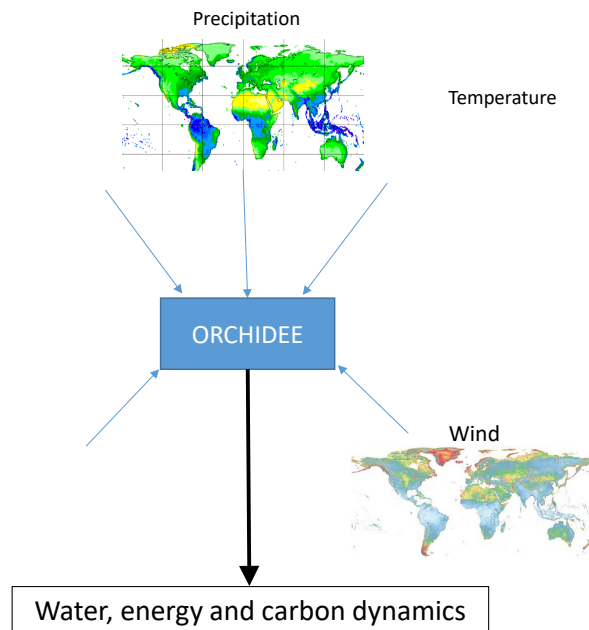 Precipitation
Temperature
ORCHIDEE
Wind
Water, energy and carbon dynamics